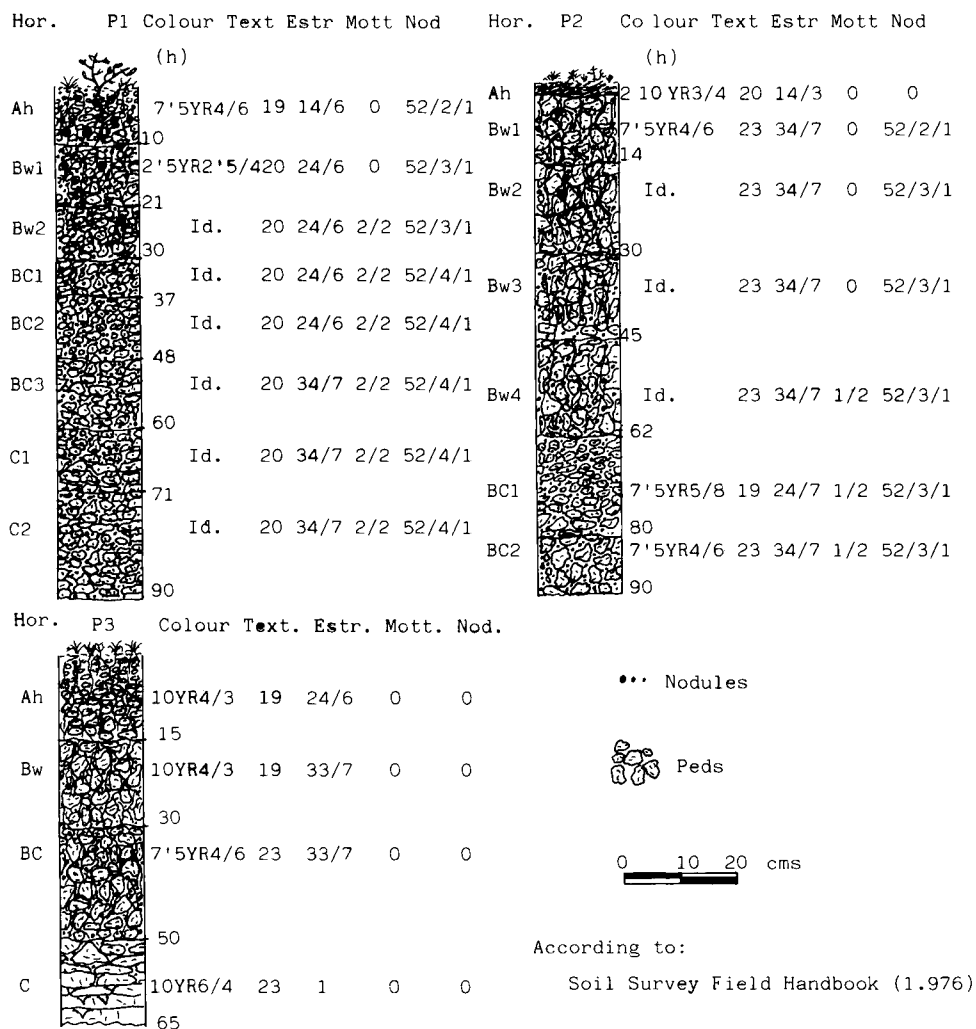 Hor. P1 Colour Text Estr Mott Nod
(h)
Ah 7'5YR4/6 19 14/6 0 52/2/1
10
Bw1 2'5YR2'5/4 20 24/6 0 52/3/1
21
Bw2 Id. 20 24/6 2/2 52/3/1
30
BC1 Id. 20 24/6 2/2 52/4/1
37
BC2 Id. 20 24/6 2/2 52/4/1
48
BC3 Id. 20 34/7 2/2 52/4/1
60
C1 Id. 20 34/7 2/2 52/4/1
71
C2 Id. 20 34/7 2/2 52/4/1
90
Hor. P2 Colour Text Estr Mott Nod
(h)
Ah 2 10 YR3/4 20 14/3 0 0
Bw1 7'5YR4/6 23 34/7 0 52/2/1
14
Bw2 Id. 23 34/7 0 52/3/1
30
Bw3 Id. 23 34/7 0 52/3/1
45
Bw4 Id. 23 34/7 1/2 52/3/1
62
BC1 7'5YR5/8 19 24/7 1/2 52/3/1
80
BC2 7'5YR4/6 23 34/7 1/2 52/3/1
90
Hor. P3 Colour Text. Estr. Mott. Nod.
Ah 10YR4/3 19 24/6 0 0
15
Bw 10YR4/3 19 33/7 0 0
30
BC 7'5YR4/6 23 33/7 0 0
50
C 10YR6/4 23 1 0 0
65
Nodules
Peds
0 10 20 cms
According to:
Soil Survey Field Handbook (1.976)